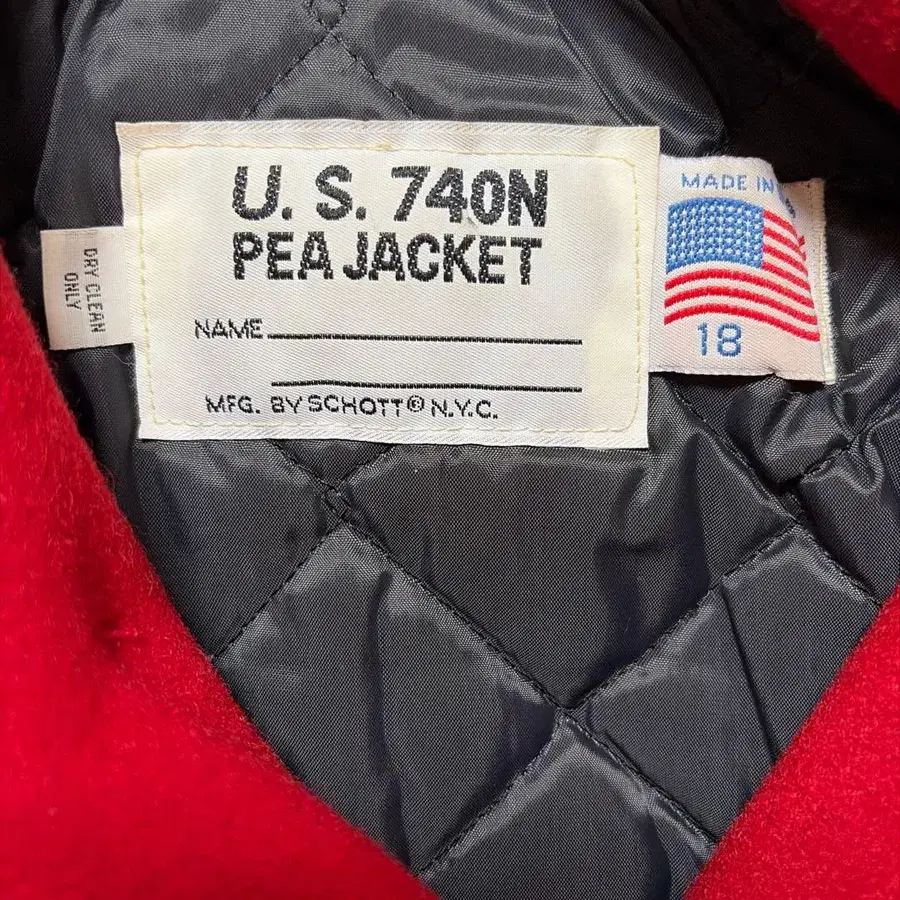 U. S. 740N
PEA JACKET
NAME
MFG. BY SCHOTT® N.Y.C.
DRY CLEAN
ONLY
MADE IN
18